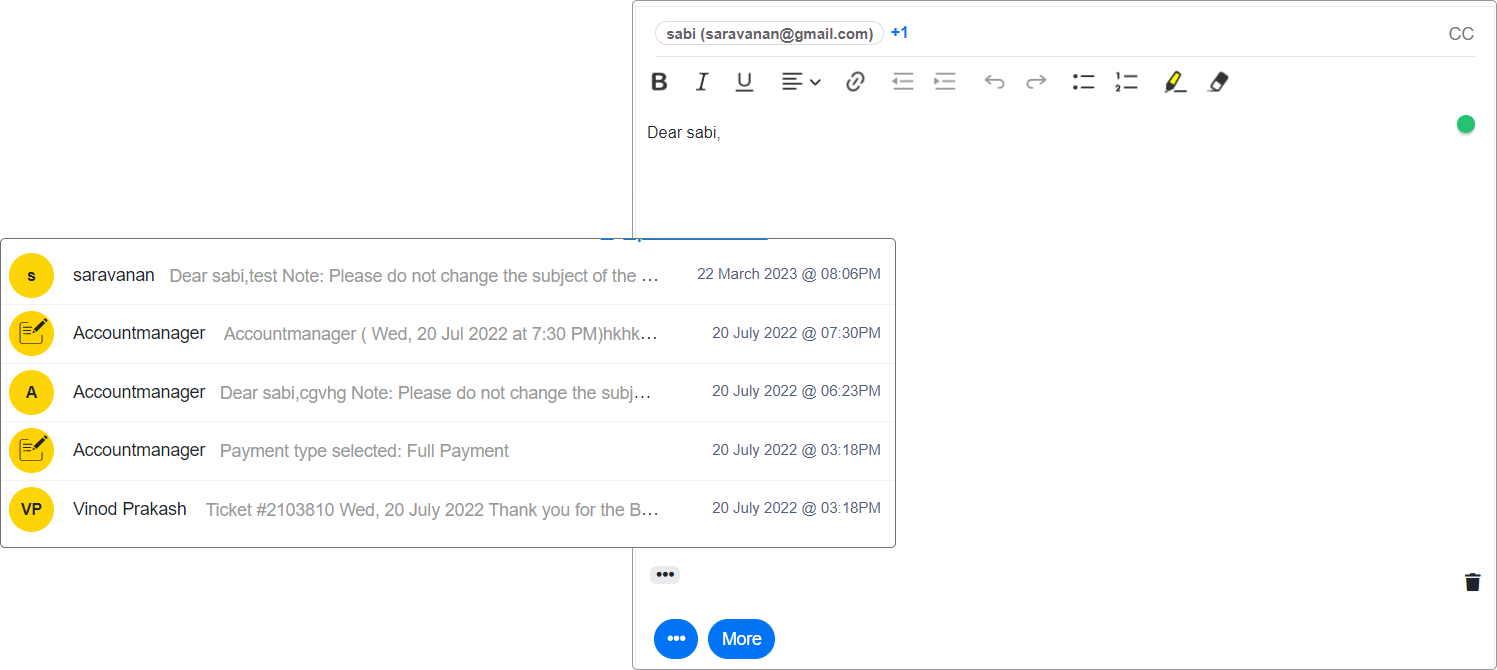 sabi (saravanan@gmail.com) +1 CC
B I U
Dear sabi,
s saravanan Dear sabi,test Note: Please do not change the subject of the ... 22 March 2023 @ 08:06PM
Accountmanager Accountmanager ( Wed, 20 Jul 2022 at 7:30 PM)hkhk... 20 July 2022 @ 07:30PM
A Accountmanager Dear sabi,cgvhg Note: Please do not change the subj... 20 July 2022 @ 06:23PM
Accountmanager Payment type selected: Full Payment 20 July 2022 @ 03:18PM
VP Vinod Prakash Ticket #2103810 Wed, 20 July 2022 Thank you for the B... 20 July 2022 @ 03:18PM
More